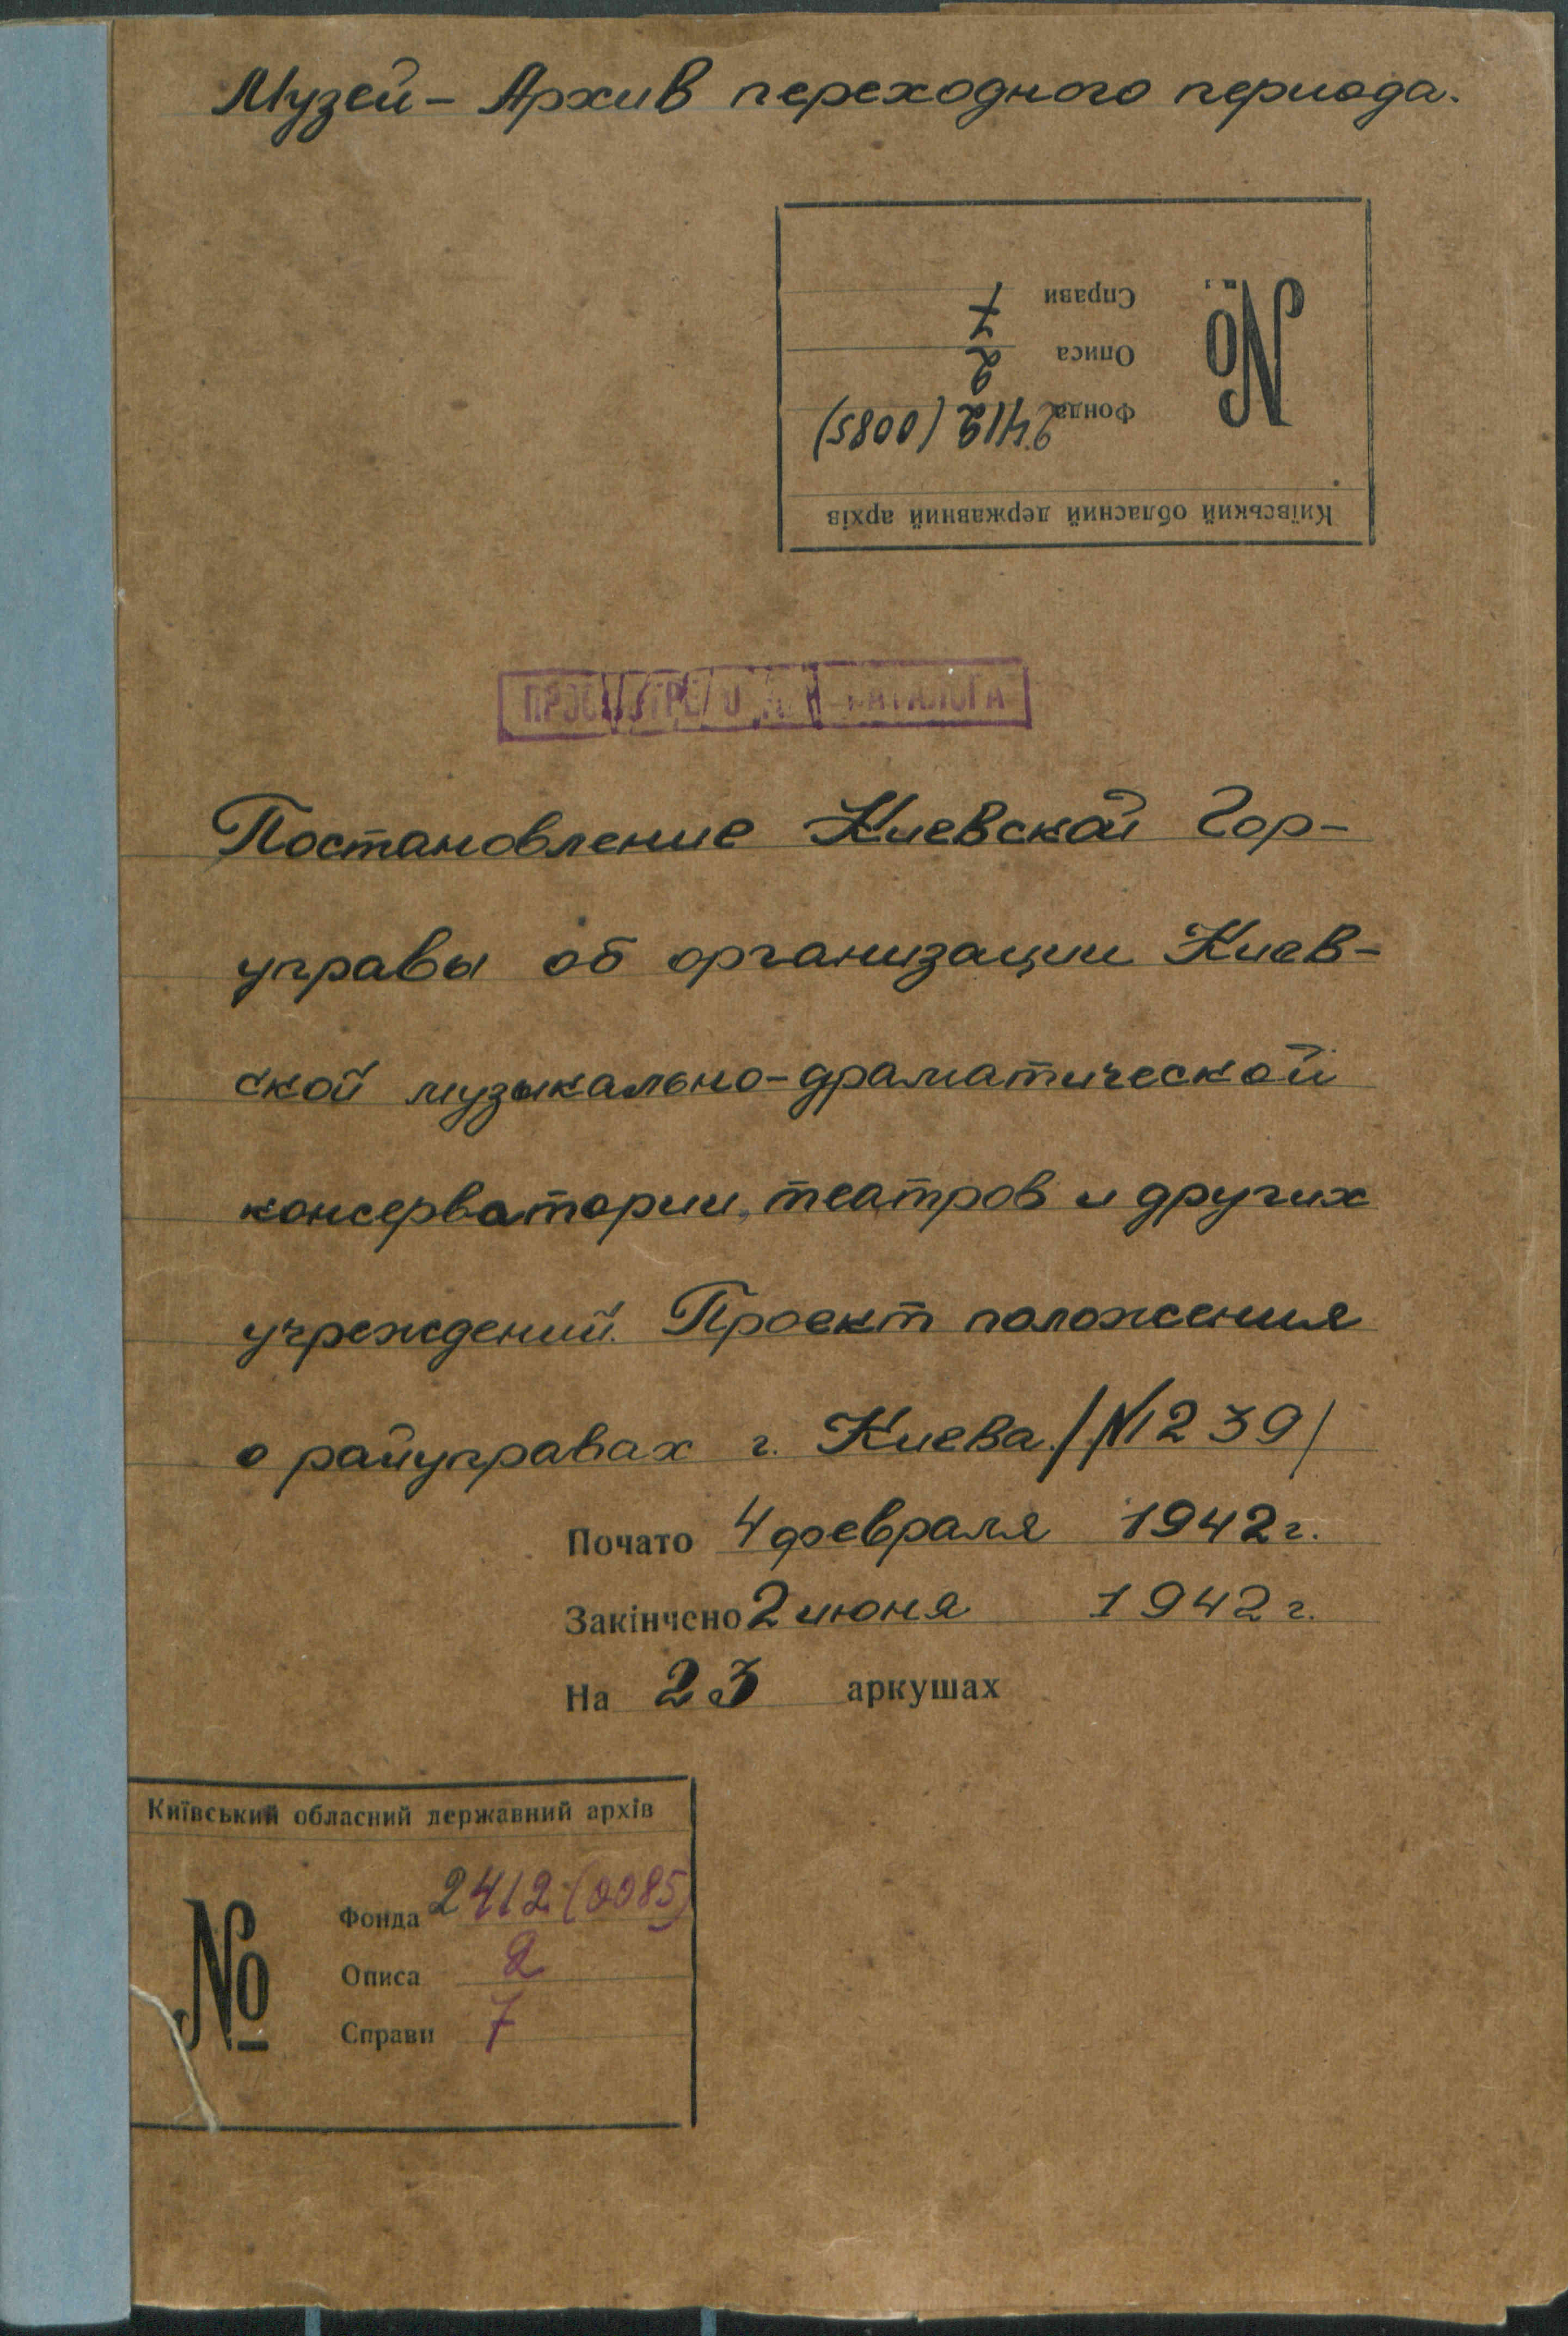 Музей - Архив переходного периода.
Київський обласний державний архів
№
Фонда 2412 (0085)
Описа 2
Справи 7
ПРОСМОТРЕНО ДЛЯ КАТАЛОГА
Постановление Киевской Гор-
управы об организации Киев-
ской музыкально-драматической
консерватории, театров и других
учреждений. Проект положения
о райуправах г. Киева /№239/
Почато 4 февраля 1942 г.
Закінчено 2 июня 1942 г.
На 23 аркушах
Київський обласний державний архів
№
Фонда 2412 (0085)
Описа 2
Справи 7